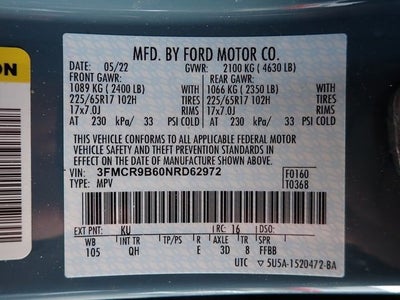 ON
MFD. BY FORD MOTOR CO.
DATE: 05/22 GVWR: 2100 KG ( 4630 LB)
FRONT GAWR: REAR GAWR:
1089 KG ( 2400 LB) WITH 1066 KG ( 2350 LB) WITH
225/65R17 102H TIRES 225/65R17 102H TIRES
17x7.0J RIMS 17x7.0J RIMS
AT 230 kPa/ 33 PSI COLD AT 230 kPa/ 33 PSI COLD
THIS VEHICLE CONFORMS TO ALL APPLICABLE FEDERAL MOTOR
VEHICLE SAFETY AND THEFT PREVENTION STANDARDS IN
EFFECT ON THE DATE OF MANUFACTURE SHOWN ABOVE.
VIN: 3FMCR9B60NRD62972 F0160
TYPE: MPV T0368
EXT PNT: KU RC: 16 DSO:
WB INT TR TP/PS R AXLE TR SPR
105 QH E 3D 8 FFBB
UTC 5U5A-1520472-BA